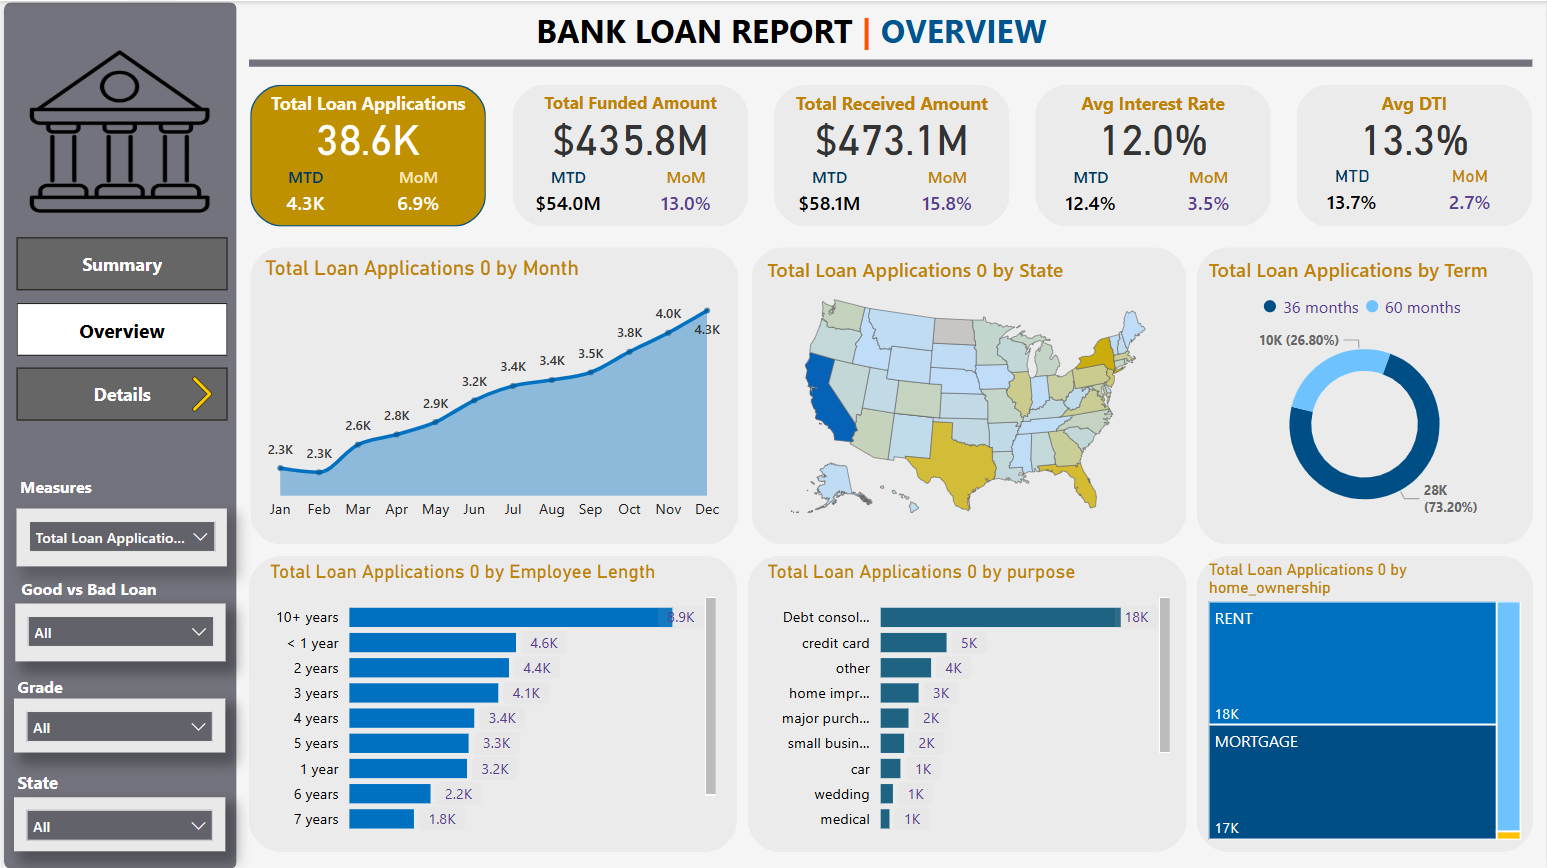 BANK LOAN REPORT | OVERVIEW
Total Loan Applications
38.6K
MTD
MoM
4.3K
6.9%
Total Funded Amount
$435.8M
MTD
MoM
$54.0M
13.0%
Total Received Amount
$473.1M
MTD
MoM
$58.1M
15.8%
Avg Interest Rate
12.0%
MTD
MoM
12.4%
3.5%
Avg DTI
13.3%
MTD
MoM
13.7%
2.7%
Summary
Overview
Details
Measures
Total Loan Applicatio...
Good vs Bad Loan
All
Grade
All
State
All
Total Loan Applications 0 by Month
2.3K
2.3K
2.6K
2.8K
2.9K
3.2K
3.4K
3.4K
3.5K
3.8K
4.0K
4.3K
Jan Feb Mar Apr May Jun Jul Aug Sep Oct Nov Dec
Total Loan Applications 0 by State
Total Loan Applications by Term
36 months
60 months
10K (26.80%)
28K
(73.20%)
Total Loan Applications 0 by Employee Length
10+ years 8.9K
< 1 year 4.6K
2 years 4.4K
3 years 4.1K
4 years 3.4K
5 years 3.3K
1 year 3.2K
6 years 2.2K
7 years 1.8K
Total Loan Applications 0 by purpose
Debt consol... 18K
credit card 5K
other 4K
home impr... 3K
major purch... 2K
small busin... 2K
car 1K
wedding 1K
medical 1K
Total Loan Applications 0 by
home_ownership
RENT
18K
MORTGAGE
17K